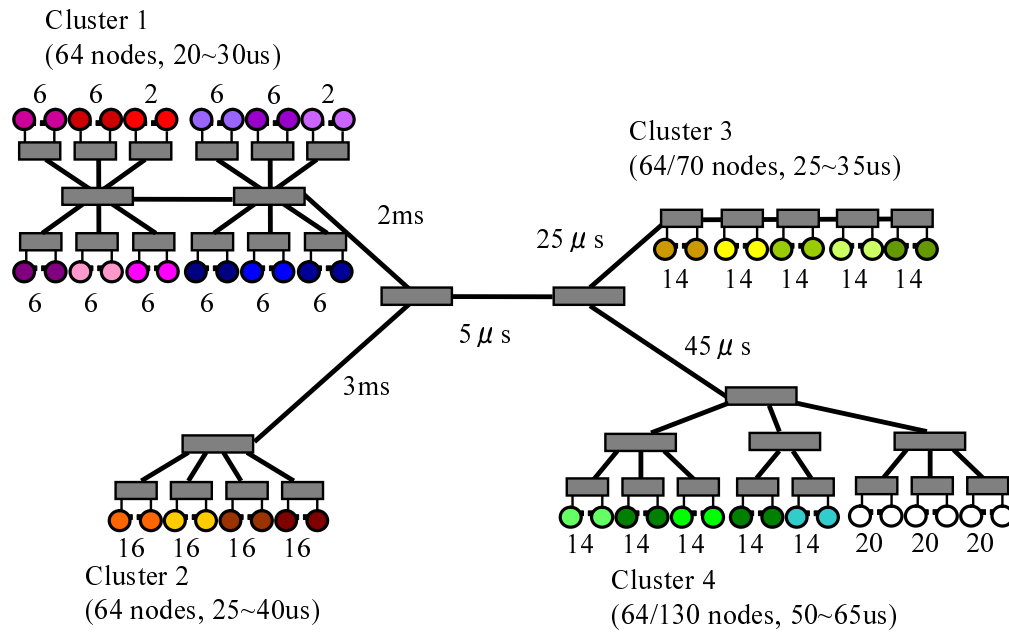 Cluster 1
(64 nodes, 20~30us)
6 6 2 6 6 2
Cluster 3
(64/70 nodes, 25~35us)
2ms
25 μ s
14 14 14 14 14
6 6 6 6 6 6
5 μ s
45 μ s
3ms
16 16 16 16
14 14 14 14 14 20 20 20
Cluster 2
(64 nodes, 25~40us)
Cluster 4
(64/130 nodes, 50~65us)